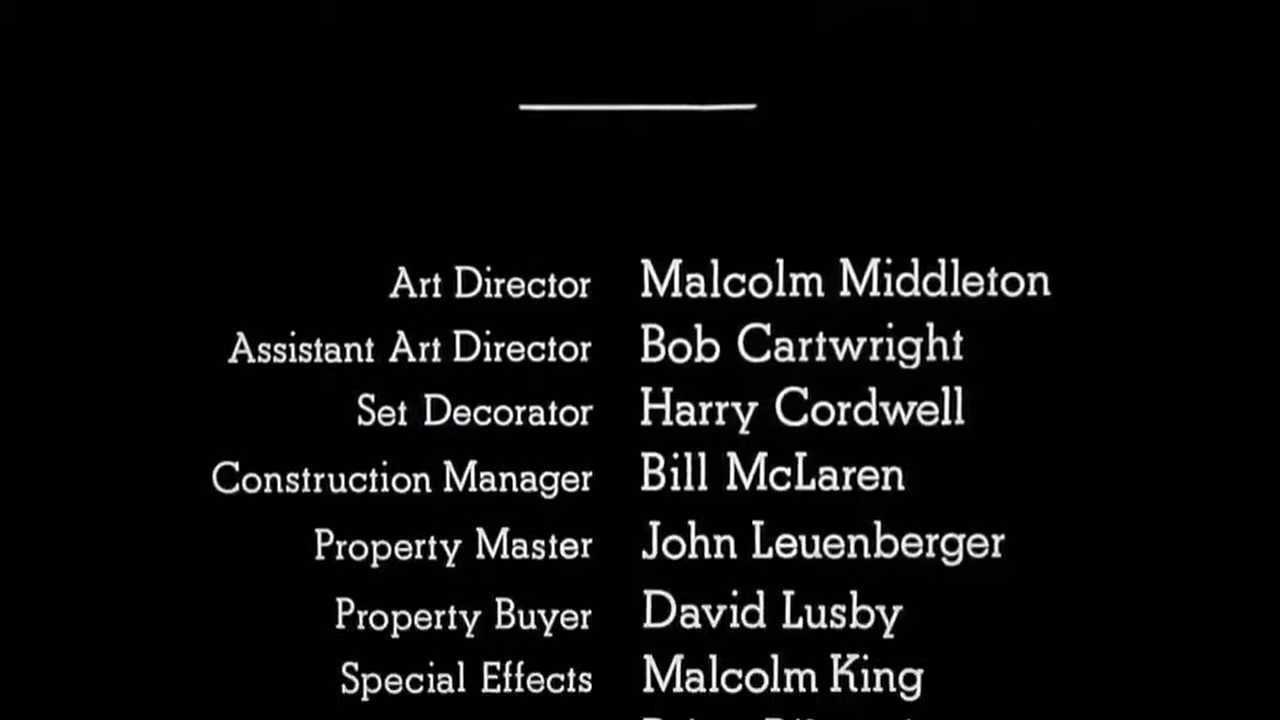 Art Director Malcolm Middleton
Assistant Art Director Bob Cartwright
Set Decorator Harry Cordwell
Construction Manager Bill McLaren
Property Master John Leuenberger
Property Buyer David Lusby
Special Effects Malcolm King